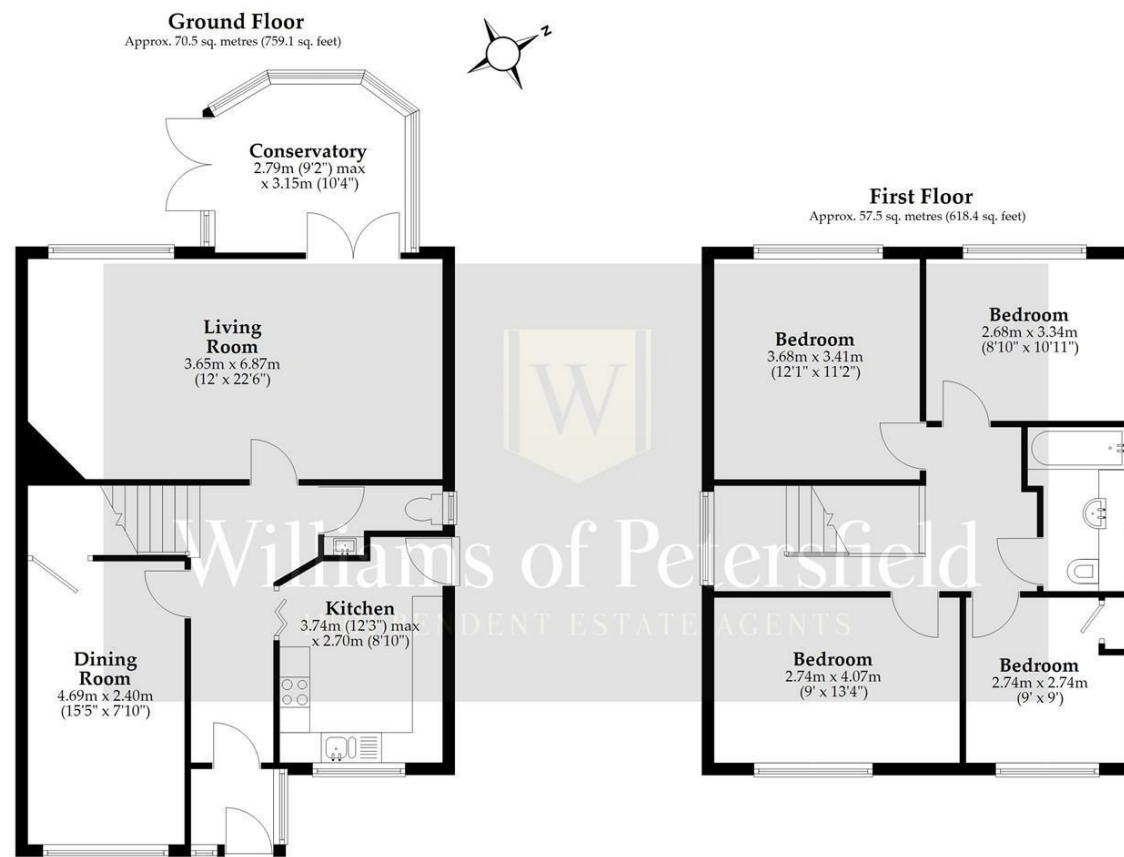 Ground Floor
Approx. 70.5 sq. metres (759.1 sq. feet)
N
Conservatory
2.79m (9'2") max
x 3.15m (10'4")
Living
Room
3.65m x 6.87m
(12' x 22'6")
Kitchen
3.74m (12'3") max
x 2.70m (8'10")
Dining
Room
4.69m x 2.40m
(15'5" x 7'10")
First Floor
Approx. 57.5 sq. metres (618.4 sq. feet)
Bedroom
3.68m x 3.41m
(12'1" x 11'2")
Bedroom
2.68m x 3.34m
(8'10" x 10'11")
Bedroom
2.74m x 4.07m
(9' x 13'4")
Bedroom
2.74m x 2.74m
(9' x 9')
W
Williams of Petersfield
INDEPENDENT ESTATE AGENTS